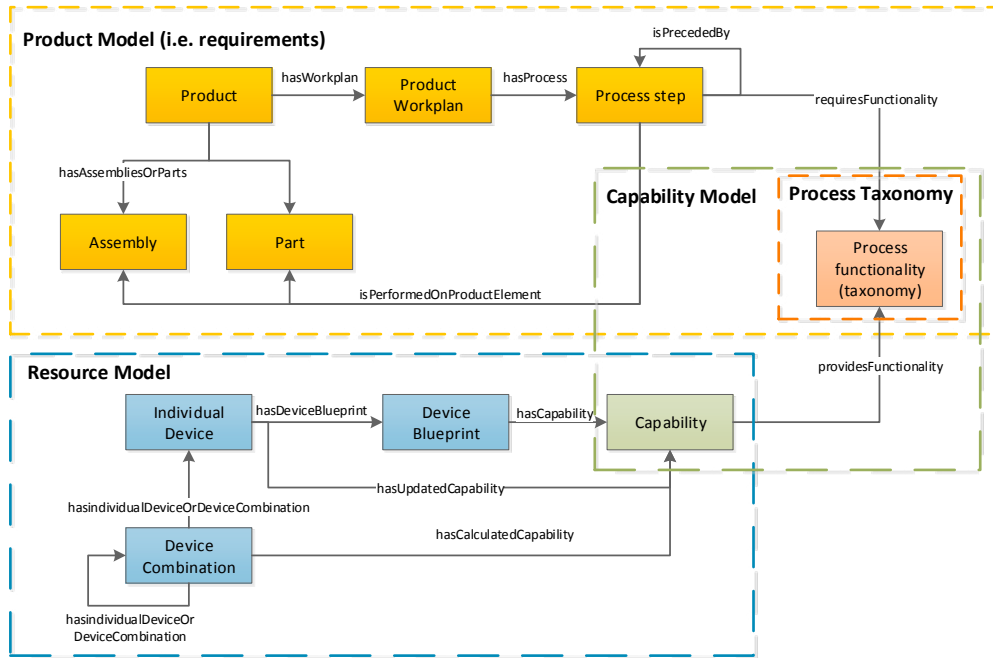 Product Model (i.e. requirements)
isPrecededBy
hasWorkplan
hasProcess
Product
Product
Workplan
Process step
requiresFunctionality
hasAssembliesOrParts
Capability Model
Process Taxonomy
Assembly
Part
Process
functionality
(taxonomy)
isPerformedOnProductElement
Resource Model
providesFunctionality
Individual
Device
hasDeviceBlueprint
Device
Blueprint
hasCapability
Capability
hasUpdatedCapability
hasindividualDeviceOrDeviceCombination
hasCalculatedCapability
Device
Combination
hasindividualDeviceOr
DeviceCombination